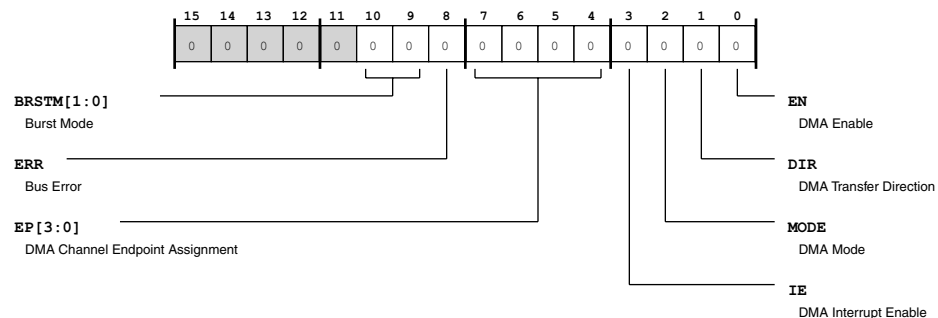 15 14 13 12 11 10 9 8 7 6 5 4 3 2 1 0
0 0 0 0 0 0 0 0 0 0 0 0 0 0 0 0
BRSTM[1:0]
Burst Mode
ERR
Bus Error
EP[3:0]
DMA Channel Endpoint Assignment
EN
DMA Enable
DIR
DMA Transfer Direction
MODE
DMA Mode
IE
DMA Interrupt Enable